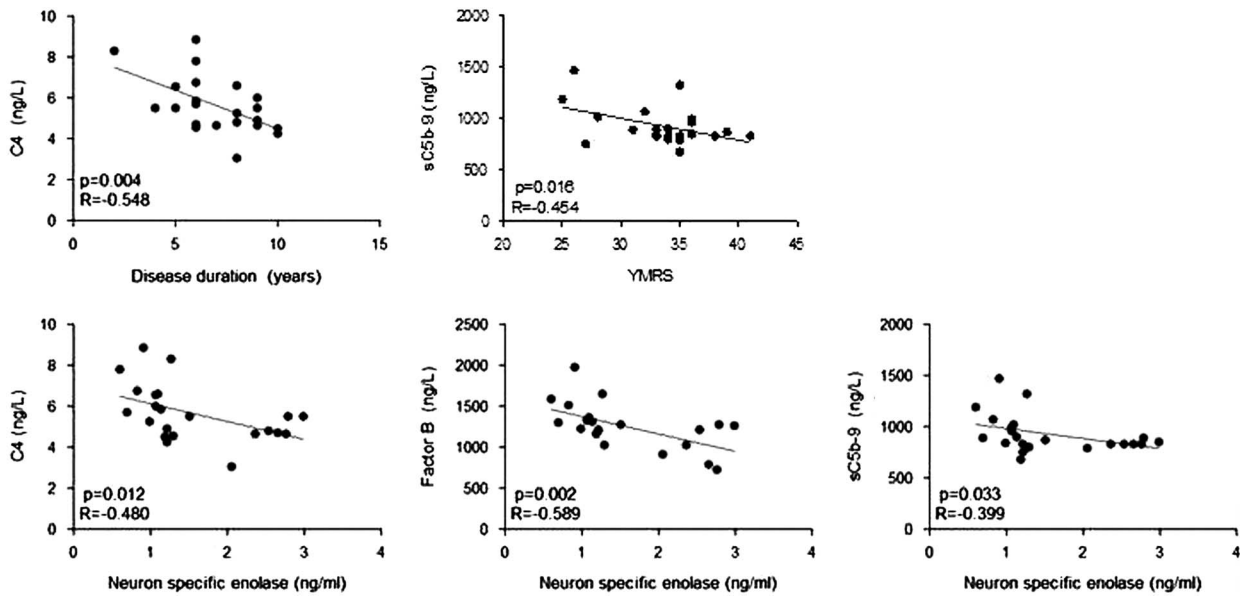 10
8
6
4
2
0
C4 (ng/L)
p=0.004
R=-0.548
0 5 10 15
Disease duration (years)
2000
1500
1000
500
0
sC5b-9 (ng/L)
p=0.016
R=-0.454
20 25 30 35 40 45
YMRS
10
8
6
4
2
0
C4 (ng/L)
p=0.012
R=-0.480
0 1 2 3 4
Neuron specific enolase (ng/ml)
2500
2000
1500
1000
500
0
Factor B (ng/L)
p=0.002
R=-0.589
0 1 2 3 4
Neuron specific enolase (ng/ml)
2000
1500
1000
500
0
sC5b-9 (ng/L)
p=0.033
R=-0.399
0 1 2 3 4
Neuron specific enolase (ng/ml)